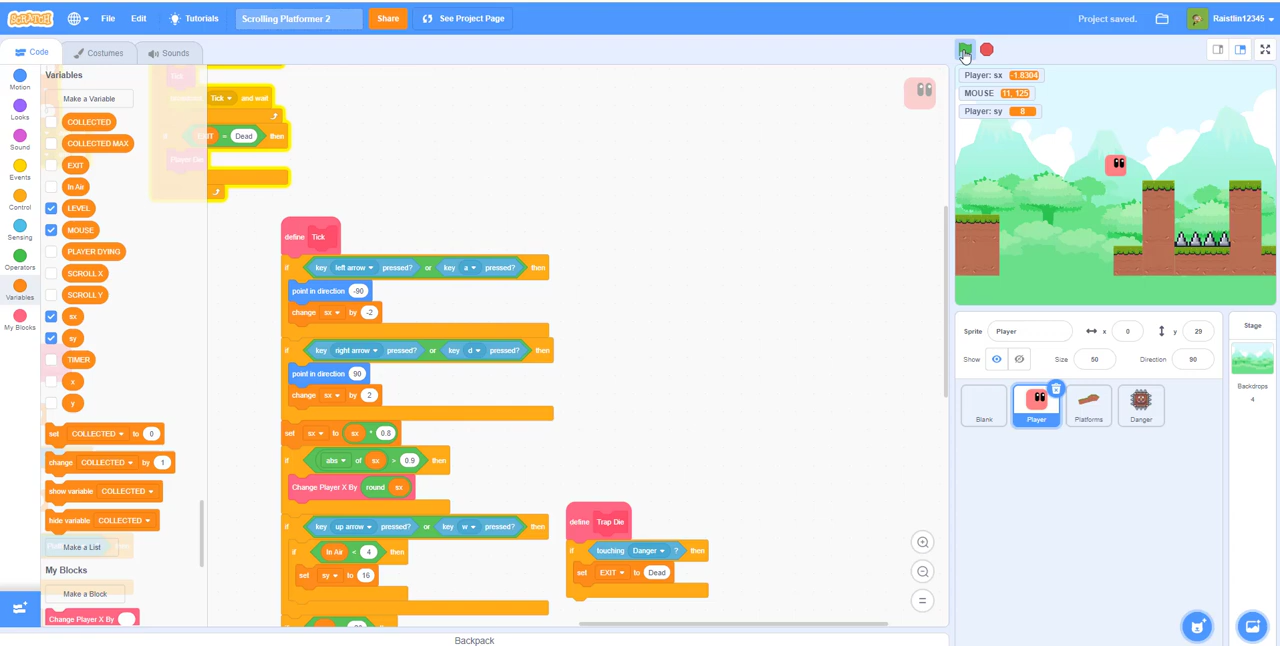 SCRATCH
File
Edit
Tutorials
Scrolling Platformer 2
Share
See Project Page
Project saved.
Raistlin12345
Code
Costumes
Sounds
Motion
Looks
Sound
Events
Control
Sensing
Operators
Variables
My Blocks
Variables
Make a Variable
COLLECTED
COLLECTED MAX
EXIT
In Air
LEVEL
MOUSE
PLAYER DYING
SCROLL X
SCROLL Y
sx
sy
TIMER
x
y
set COLLECTED to 0
change COLLECTED by 1
show variable COLLECTED
hide variable COLLECTED
Make a List
My Blocks
Make a Block
Change Player X By
Tick and wait
EXIT = Dead then
Player Die
define Tick
if key left arrow pressed? or key a pressed? then
point in direction -90
change sx by -2
if key right arrow pressed? or key d pressed? then
point in direction 90
change sx by 2
set sx to sx * 0.8
if abs of sx > 0.9 then
Change Player X By round sx
if key up arrow pressed? or key w pressed? then
if In Air < 4 then
set sy to 16
define Trap Die
if touching Danger ? then
set EXIT to Dead
Backpack
Player: sx -1.8304
MOUSE 11, 125
Player: sy 8
Sprite Player x 0 y 29
Show Size 50 Direction 90
Blank
Player
Platforms
Danger
Stage
Backdrops
4